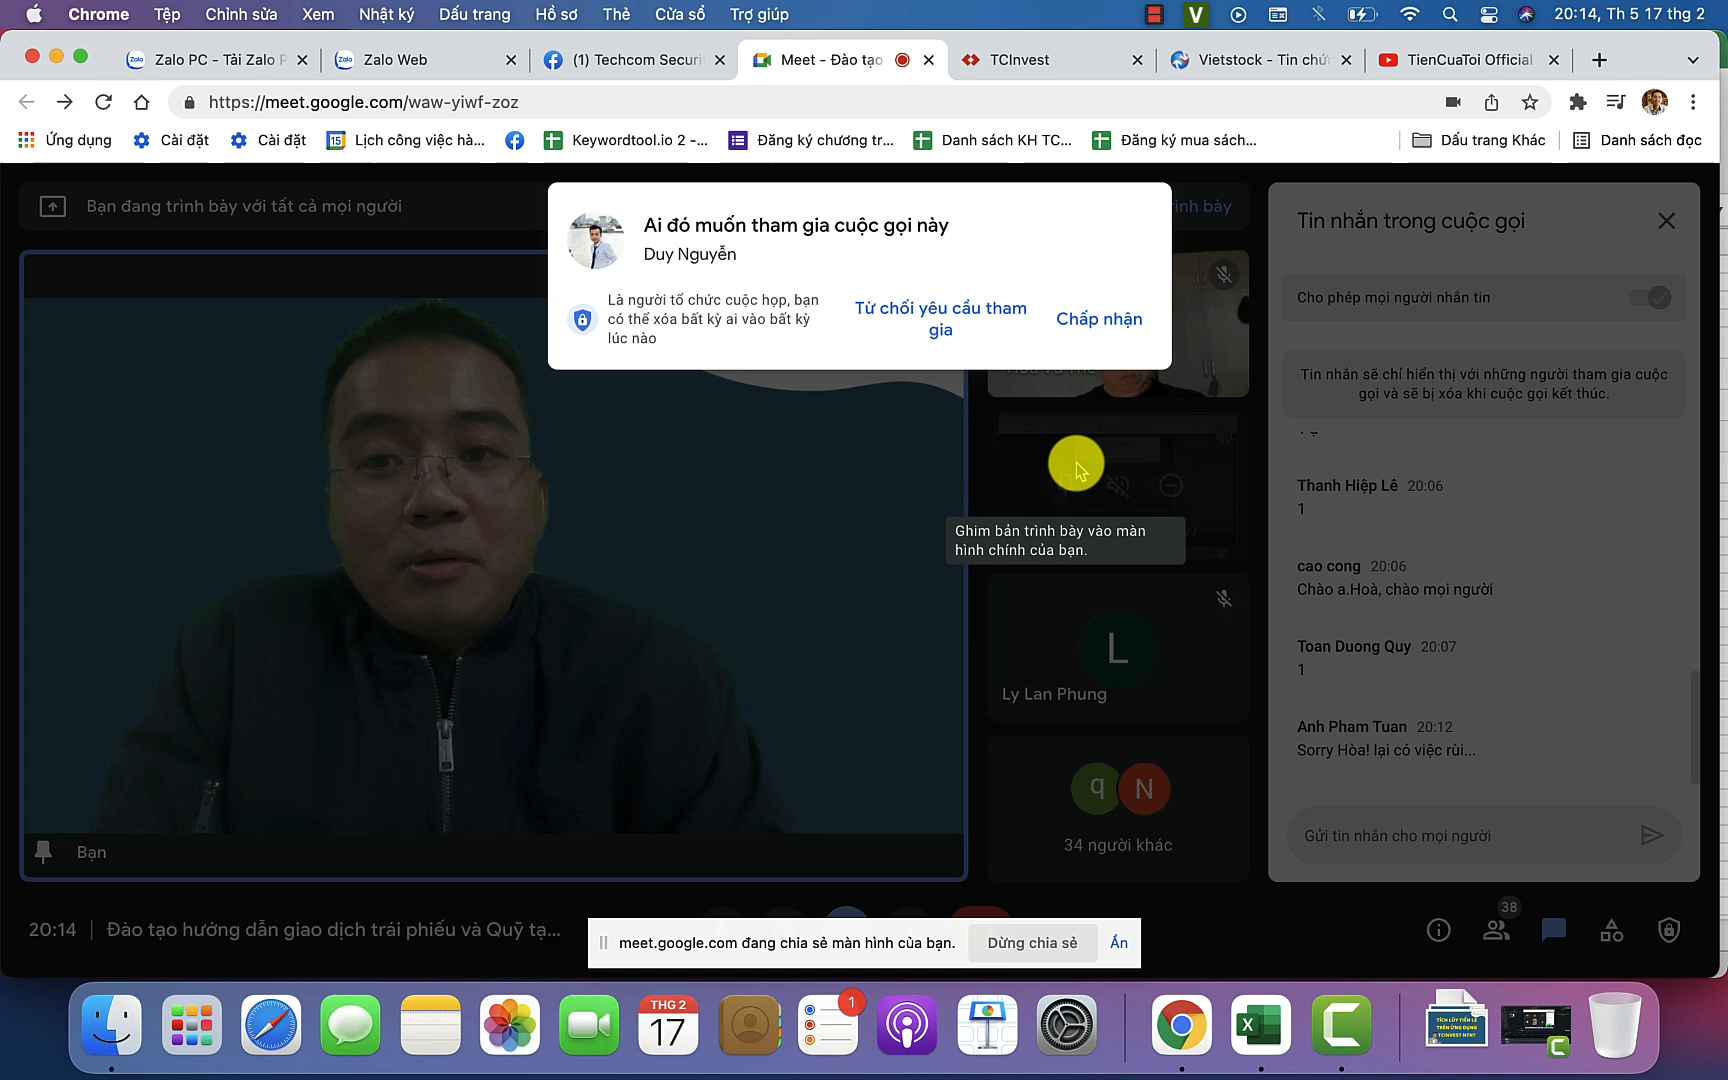 Chrome Tệp Chỉnh sửa Xem Nhật ký Dấu trang Hồ sơ Thẻ Cửa sổ Trợ giúp
20:14, Th 5 17 thg 2
Zalo PC - Tải Zalo P
Zalo Web
(1) Techcom Securi
Meet - Đào tạo
TCInvest
Vietstock - Tin chứ
TienCuaToi Official
https://meet.google.com/waw-yiwf-zoz
Ứng dụng
Cài đặt
Cài đặt
15
Lịch công việc hà...
Keywordtool.io 2 -...
Đăng ký chương tr...
Danh sách KH TC...
Đăng ký mua sách...
Dấu trang Khác
Danh sách đọc
Bạn đang trình bày với tất cả mọi người
Ai đó muốn tham gia cuộc gọi này
Duy Nguyễn
Là người tổ chức cuộc họp, bạn
có thể xóa bất kỳ ai vào bất kỳ
lúc nào
Từ chối yêu cầu tham
gia
Chấp nhận
bày
Ghim bản trình bày vào màn
hình chính của bạn.
L
Ly Lan Phung
q N
34 người khác
Bạn
Tin nhắn trong cuộc gọi
Cho phép mọi người nhắn tin
Tin nhắn sẽ chỉ hiển thị với những người tham gia cuộc
gọi và sẽ bị xóa khi cuộc gọi kết thúc.
Thanh Hiệp Lê 20:06
1
cao cong 20:06
Chào a.Hoà, chào mọi người
Toan Duong Quy 20:07
1
Anh Pham Tuan 20:12
Sorry Hòa! lại có việc rùi...
Gửi tin nhắn cho mọi người
20:14 | Đào tạo hướng dẫn giao dịch trái phiếu và Quỹ tạ...
38
meet.google.com đang chia sẻ màn hình của bạn.
Dừng chia sẻ
Ẩn
THG 2
17
1
TÍCH LŨY TIỀN LẺ
TRÊN ỨNG DỤNG